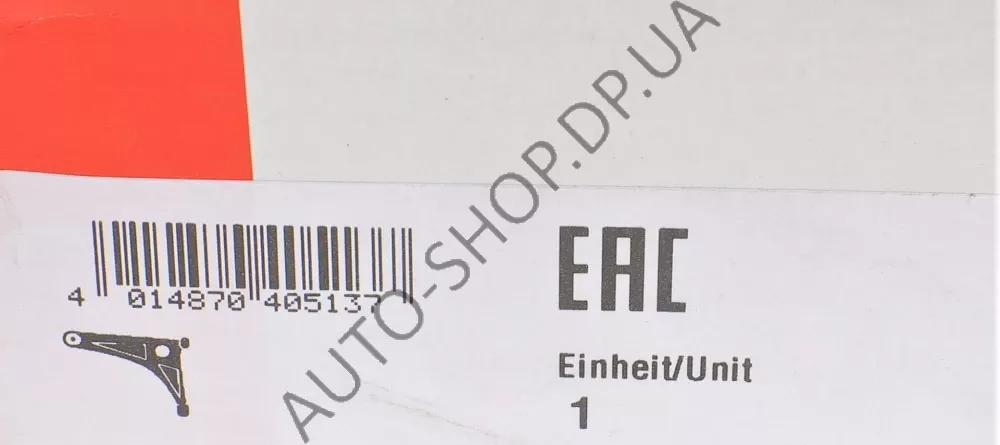 AUTO-SHOP.DP.UA
4 014870 405137
EAC
Einheit/Unit
1